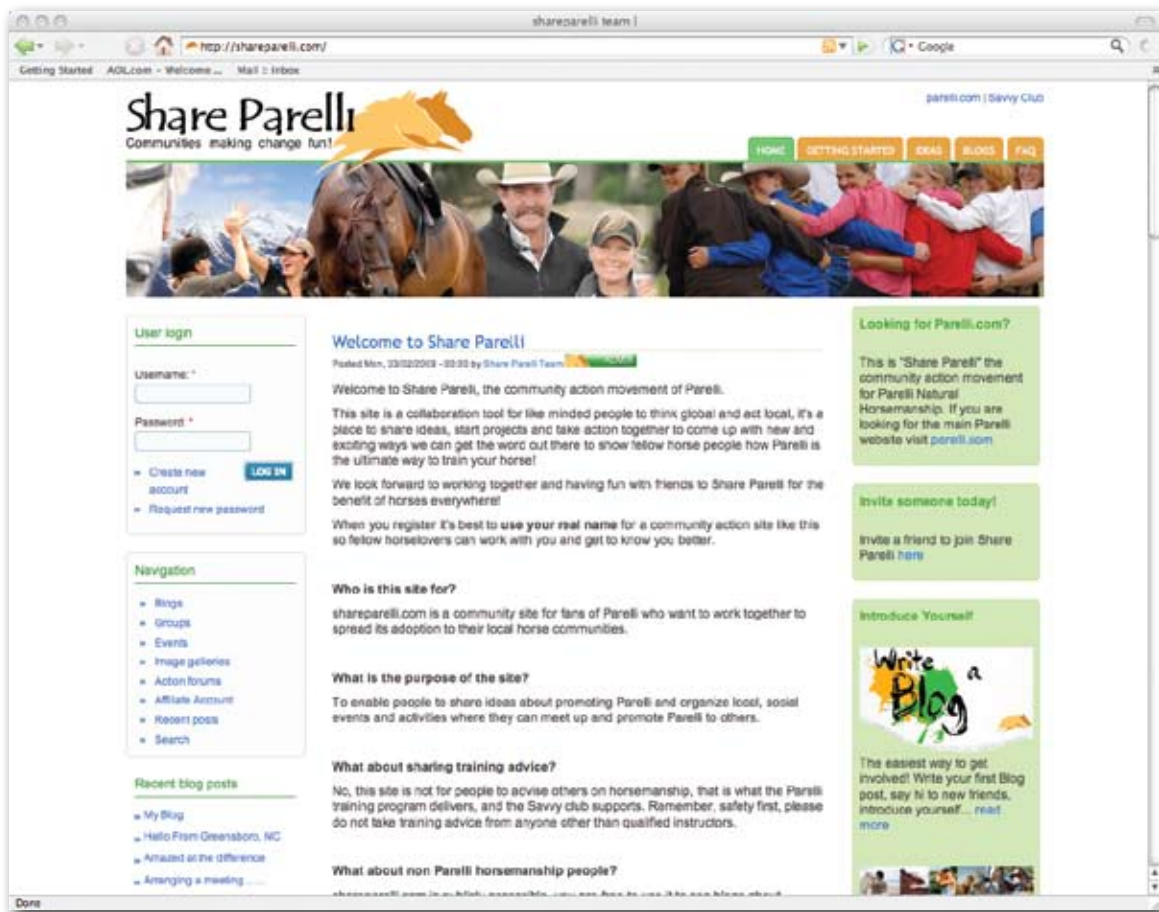 shareparelli team |
http://shareparelli.com/
Google
Getting Started AOL.com - Welcome ... Mail :: Inbox
Share Parelli
Communities making change fun!
parelli.com | Savvy Club
HOME GETTING STARTED IDEAS BLOGS FAQ
User login
Username: *
Password: *
Create new
account
LOG IN
Request new password
Navigation
Blogs
Groups
Events
Image galleries
Action forums
Affiliate Account
Recent posts
Search
Recent blog posts
My Blog
Hello From Greensboro, NC
Amazed at the difference
Arranging a meeting......
Welcome to Share Parelli
by Share Parelli Team
Welcome to Share Parelli, the community action movement of Parelli.
This site is a collaboration tool for like minded people to think global and act local, it's a
place to share ideas, start projects and take action together to come up with new and
exciting ways we can get the word out there to show fellow horse people how Parelli is
the ultimate way to train your horse!
We look forward to working together and having fun with friends to Share Parelli for the
benefit of horses everywhere!
When you register it's best to use your real name for a community action site like this
so fellow horselovers can work with you and get to know you better.
Who is this site for?
shareparelli.com is a community site for fans of Parelli who want to work together to
spread its adoption to their local horse communities.
What is the purpose of the site?
To enable people to share ideas about promoting Parelli and organize local, social
events and activities where they can meet up and promote Parelli to others.
What about sharing training advice?
No, this site is not for people to advise others on horsemanship, that is what the Parelli
training program delivers, and the Savvy club supports. Remember, safety first, please
do not take training advice from anyone other than qualified instructors.
What about non Parelli horsemanship people?
Looking for Parelli.com?
This is "Share Parelli" the
community action movement
for Parelli Natural
Horsemanship. If you are
looking for the main Parelli
website visit parelli.com
Invite someone today!
Invite a friend to join Share
Parelli here
Introduce Yourself
Write a
Blog
The easiest way to get
involved! Write your first Blog
post, say hi to new friends,
introduce yourself... read
more
Done